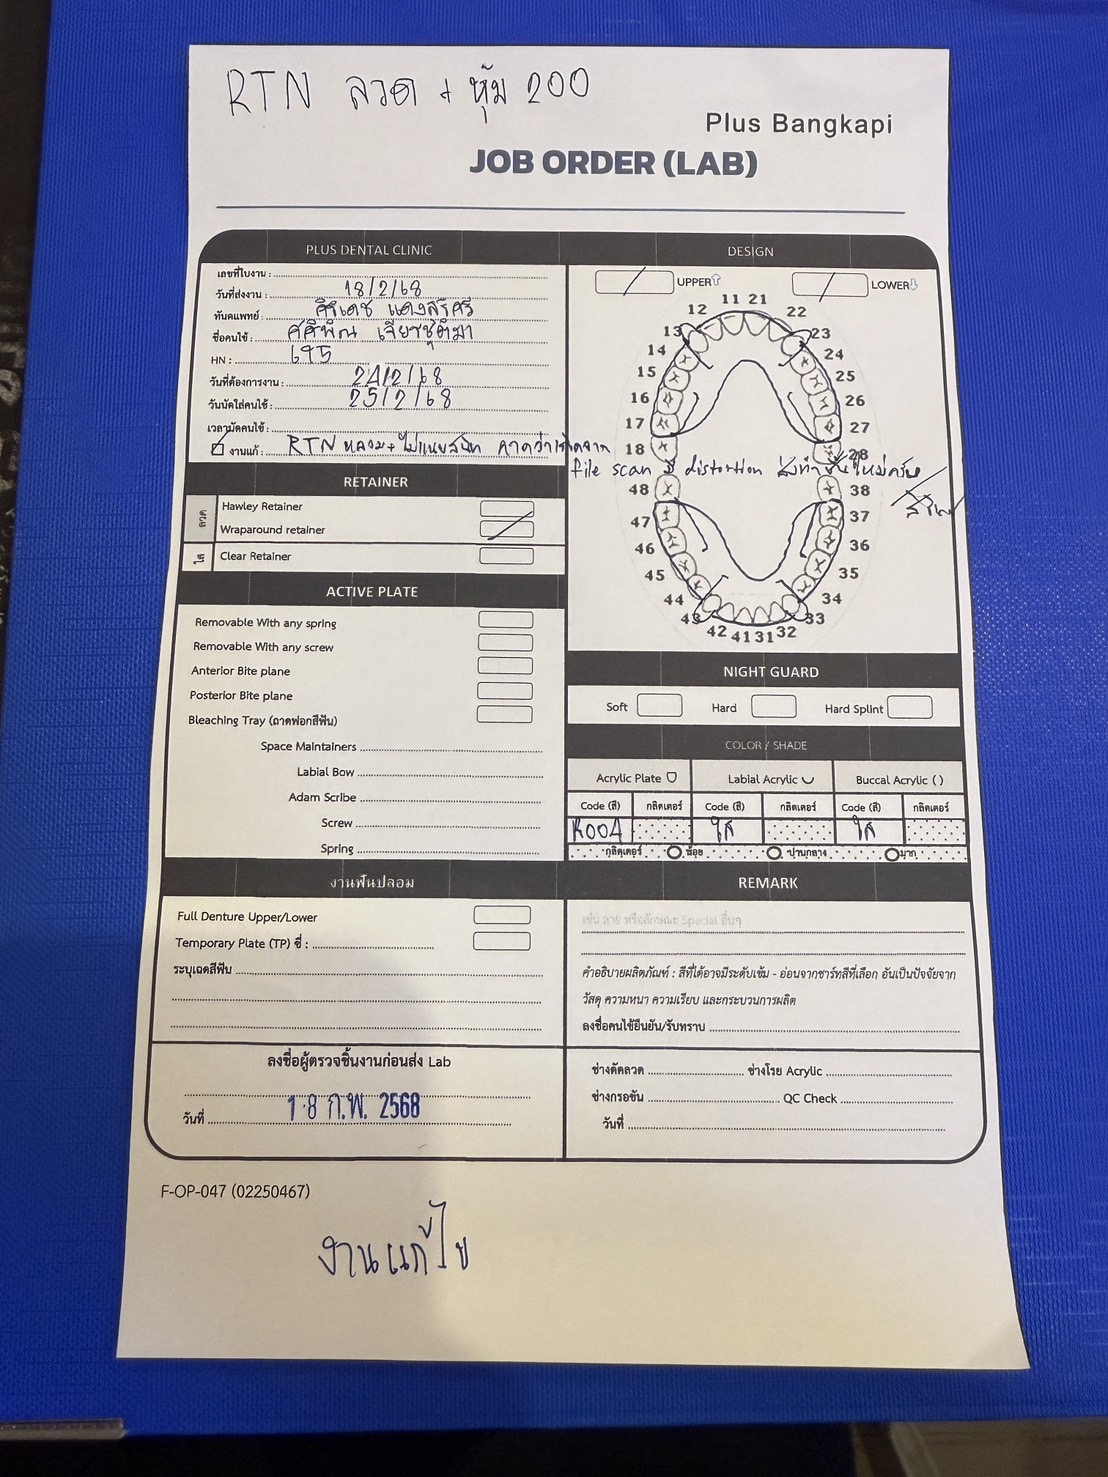 RTN ลวด + หุ้ม 200
Plus Bangkapi
JOB ORDER (LAB)
PLUS DENTAL CLINIC
เลขที่ใบงาน :
วันที่ส่งงาน : 18/2/68
ทันตแพทย์ :
ชื่อคนไข้ :
HN : 695
วันที่ต้องการงาน : 24/2/68
วันนัดใส่คนไข้ : 25/2/68
เวลานัดคนไข้ :
งานแก้ : RTN หลวม + ไม่แนบสนิท คาดว่าเกิดจาก
file scan มี distortion ส่งทำชิ้นใหม่ครับ
DESIGN
UPPER
LOWER
11 21
12 22
13 23
14 24
15 25
16 26
17 27
18 28
48 38
47 37
46 36
45 35
44 34
43 33
42 41 31 32
RETAINER
ลวด
Hawley Retainer
Wraparound retainer
ใส
Clear Retainer
ACTIVE PLATE
Removable With any spring
Removable With any screw
Anterior Bite plane
Posterior Bite plane
Bleaching Tray (ถาดฟอกสีฟัน)
Space Maintainers
Labial Bow
Adam Scribe
Screw
Spring
NIGHT GUARD
Soft Hard Hard Splint
COLOR / SHADE
Acrylic Plate Labial Acrylic Buccal Acrylic ( )
Code (สี) กลิตเตอร์ Code (สี) กลิตเตอร์ Code (สี) กลิตเตอร์
R004 ใส ใส
กลิตเตอร์ น้อย ปานกลาง มาก
งานฟันปลอม
Full Denture Upper/Lower
Temporary Plate (TP) ซี่ :
ระบุเฉดสีฟัน
REMARK
เช่น ลาย หรือลักษณะ Special อื่นๆ
คำอธิบายผลิตภัณฑ์ : สีที่ได้อาจมีระดับเข้ม - อ่อนจากชาร์ทสีที่เลือก อันเป็นปัจจัยจาก
วัสดุ ความหนา ความเรียบ และกระบวนการผลิต
ลงชื่อคนไข้ยืนยัน/รับทราบ
ลงชื่อผู้ตรวจชิ้นงานก่อนส่ง Lab
วันที่ 18 ก.พ. 2568
ช่างดัดลวด ช่างโรย Acrylic
ช่างกรอขัน QC Check
วันที่
F-OP-047 (02250467)
งานแก้ไข